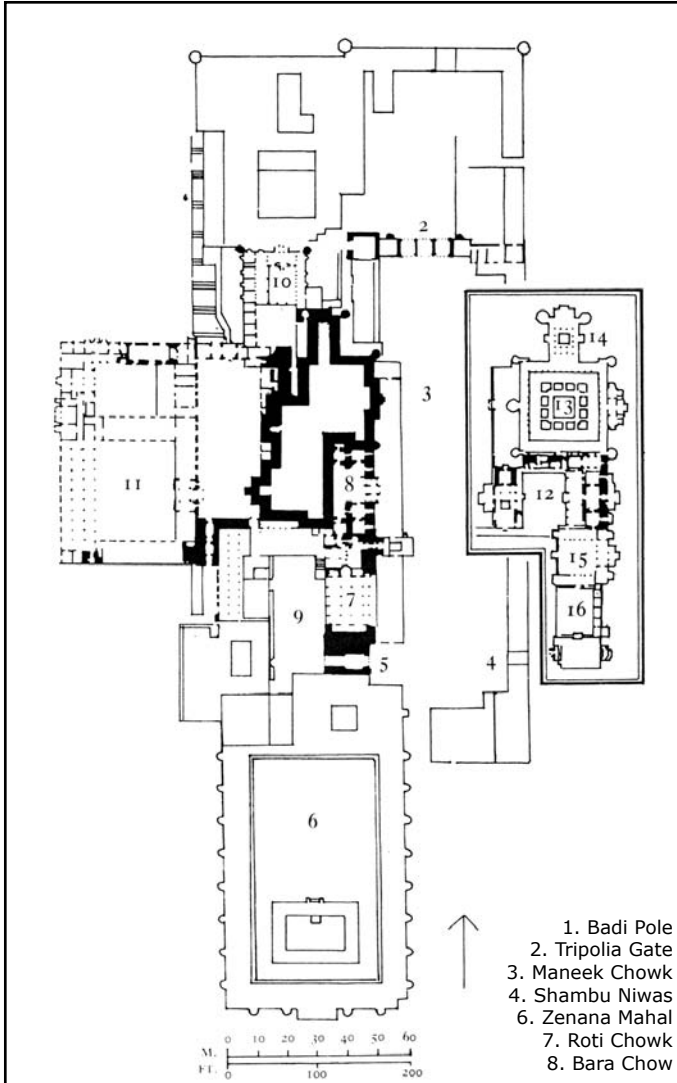 2
10
14
3
13
11
8
12
15
7
16
9
5
4
6
1. Badi Pole
2. Tripolia Gate
3. Maneek Chowk
4. Shambu Niwas
6. Zenana Mahal
7. Roti Chowk
8. Bara Chow
M. 0 10 20 30 40 50 60
FT. 0 100 200